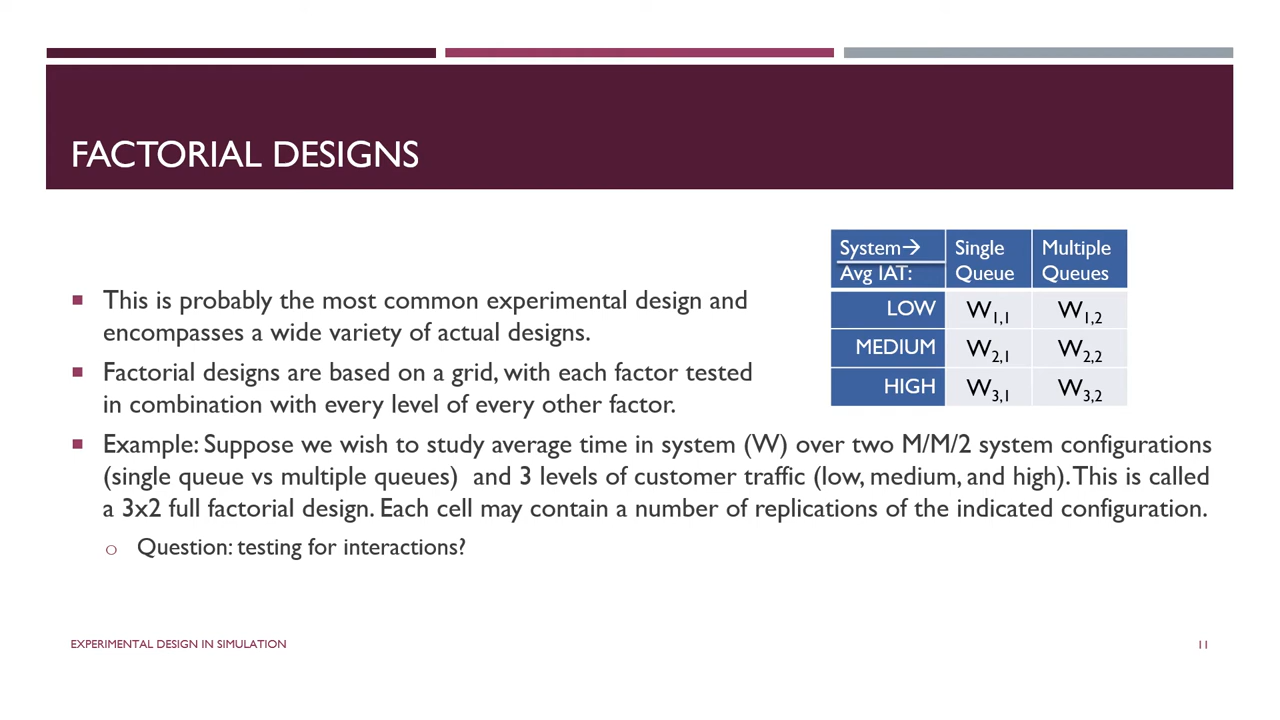 FACTORIAL DESIGNS
System→ Single Multiple
Avg IAT: Queue Queues
LOW W1,1 W1,2
MEDIUM W2,1 W2,2
HIGH W3,1 W3,2
■ This is probably the most common experimental design and
encompasses a wide variety of actual designs.
■ Factorial designs are based on a grid, with each factor tested
in combination with every level of every other factor.
■ Example: Suppose we wish to study average time in system (W) over two M/M/2 system configurations
(single queue vs multiple queues) and 3 levels of customer traffic (low, medium, and high). This is called
a 3x2 full factorial design. Each cell may contain a number of replications of the indicated configuration.
o Question: testing for interactions?
EXPERIMENTAL DESIGN IN SIMULATION
11